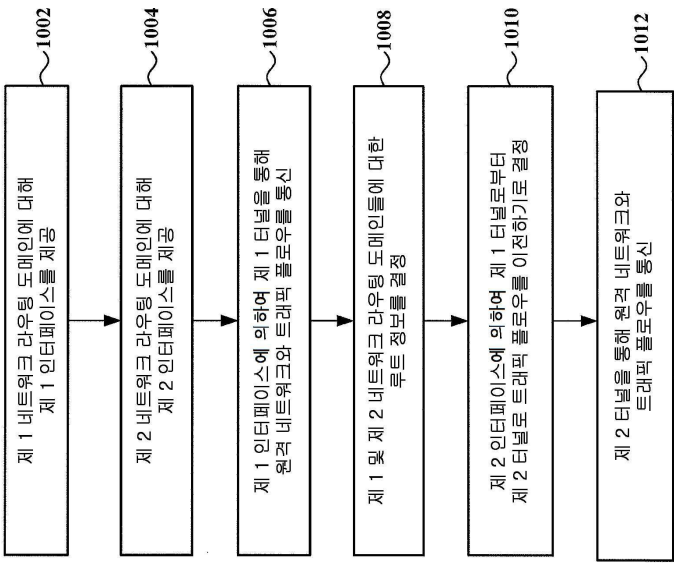 제 1 네트워크 라우팅 도메인에 대해
제 1 인터페이스를 제공
1002
제 2 네트워크 라우팅 도메인에 대해
제 2 인터페이스를 제공
1004
제 1 인터페이스에 의하여 제 1 터널을 통해
원격 네트워크와 트래픽 플로우를 통신
1006
제 1 및 제 2 네트워크 라우팅 도메인들에 대한
루트 정보를 결정
1008
제 2 인터페이스에 의하여 제 1 터널로부터
제 2 터널로 트래픽 플로우를 이전하기로 결정
1010
제 2 터널을 통해 원격 네트워크와
트래픽 플로우를 통신
1012